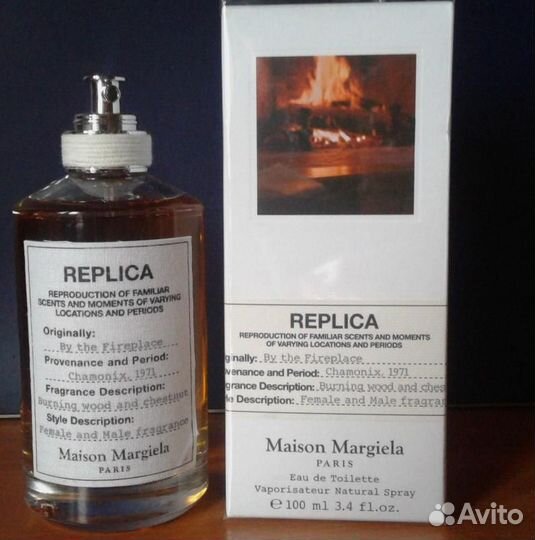 REPLICA
REPRODUCTION OF FAMILIAR
SCENTS AND MOMENTS OF VARYING
LOCATIONS AND PERIODS
Originally:
By the Fireplace
Provenance and Period:
Chamonix, 1971
Fragrance Description:
Burning wood and chestnut
Style Description:
Female and Male fragrance
Maison Margiela
PARIS
REPLICA
REPRODUCTION OF FAMILIAR SCENTS AND MOMENTS
OF VARYING LOCATIONS AND PERIODS
ginally: By the Fireplace
venance and Period: Chamonix, 1971
grance Description: Burning wood and ches
le Description: Female and Male fragran
Maison Margiela
PARIS
Eau de Toilette
Vaporisateur Natural Spray
e 100 ml 3.4 fl.oz.
Avito